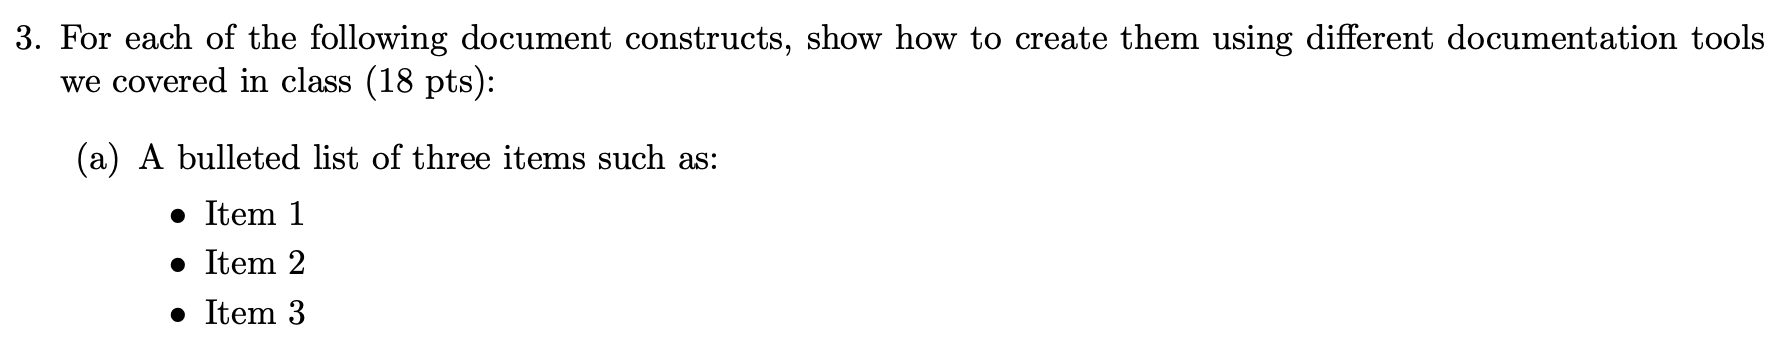 3. For each of the following document constructs, show how to create them using different documentation tools
we covered in class (18 pts):
(a) A bulleted list of three items such as:
• Item 1
• Item 2
• Item 3